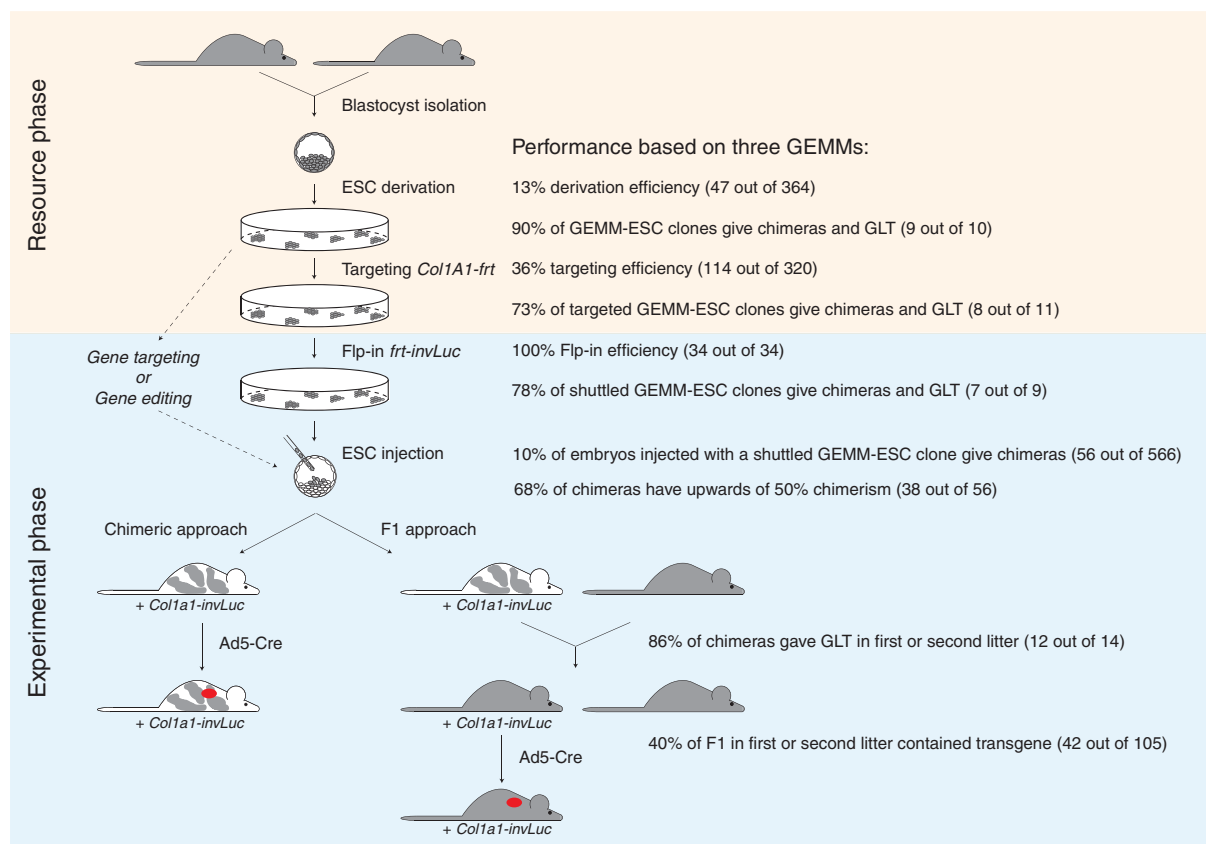 Resource phase
Blastocyst isolation
Performance based on three GEMMs:
ESC derivation
13% derivation efficiency (47 out of 364)
90% of GEMM-ESC clones give chimeras and GLT (9 out of 10)
Targeting Col1A1-frt
36% targeting efficiency (114 out of 320)
73% of targeted GEMM-ESC clones give chimeras and GLT (8 out of 11)
Experimental phase
Gene targeting
or
Gene editing
Flp-in frt-invLuc
100% Flp-in efficiency (34 out of 34)
78% of shuttled GEMM-ESC clones give chimeras and GLT (7 out of 9)
ESC injection
10% of embryos injected with a shuttled GEMM-ESC clone give chimeras (56 out of 566)
68% of chimeras have upwards of 50% chimerism (38 out of 56)
Chimeric approach
F1 approach
+ Col1a1-invLuc
+ Col1a1-invLuc
Ad5-Cre
86% of chimeras gave GLT in first or second litter (12 out of 14)
+ Col1a1-invLuc
+ Col1a1-invLuc
40% of F1 in first or second litter contained transgene (42 out of 105)
Ad5-Cre
+ Col1a1-invLuc